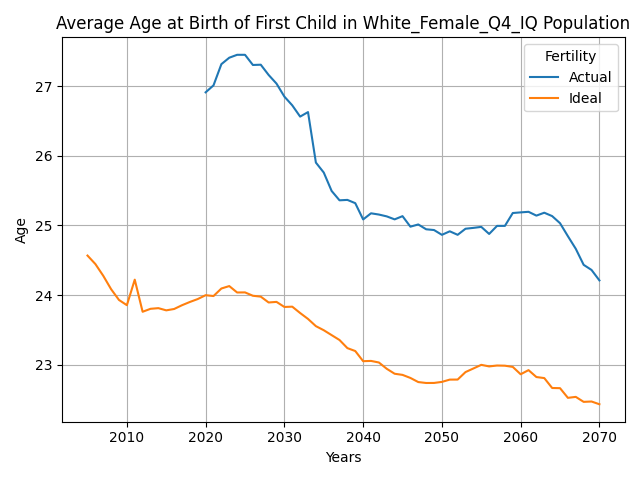 Average Age at Birth of First Child in White_Female_Q4_IQ Population
Fertility
Actual
Ideal
27
26
25
24
23
Age
2010 2020 2030 2040 2050 2060 2070
Years